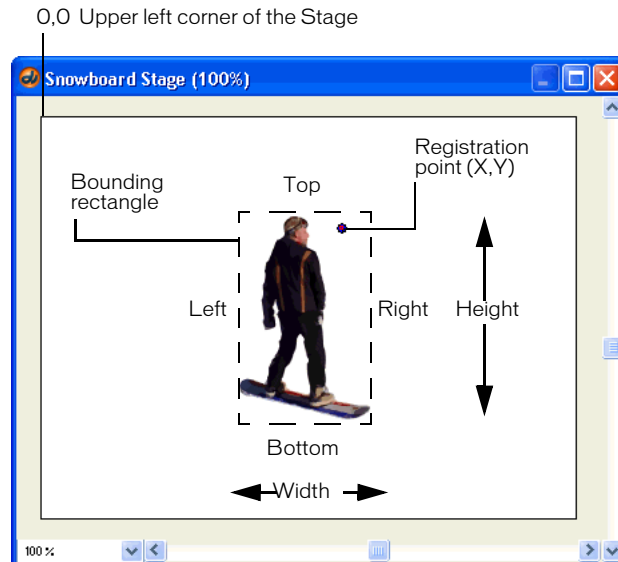 0,0 Upper left corner of the Stage
Snowboard Stage (100%)
Registration
point (X,Y)
Bounding
rectangle
Top
Left
Right
Height
Bottom
Width
100%